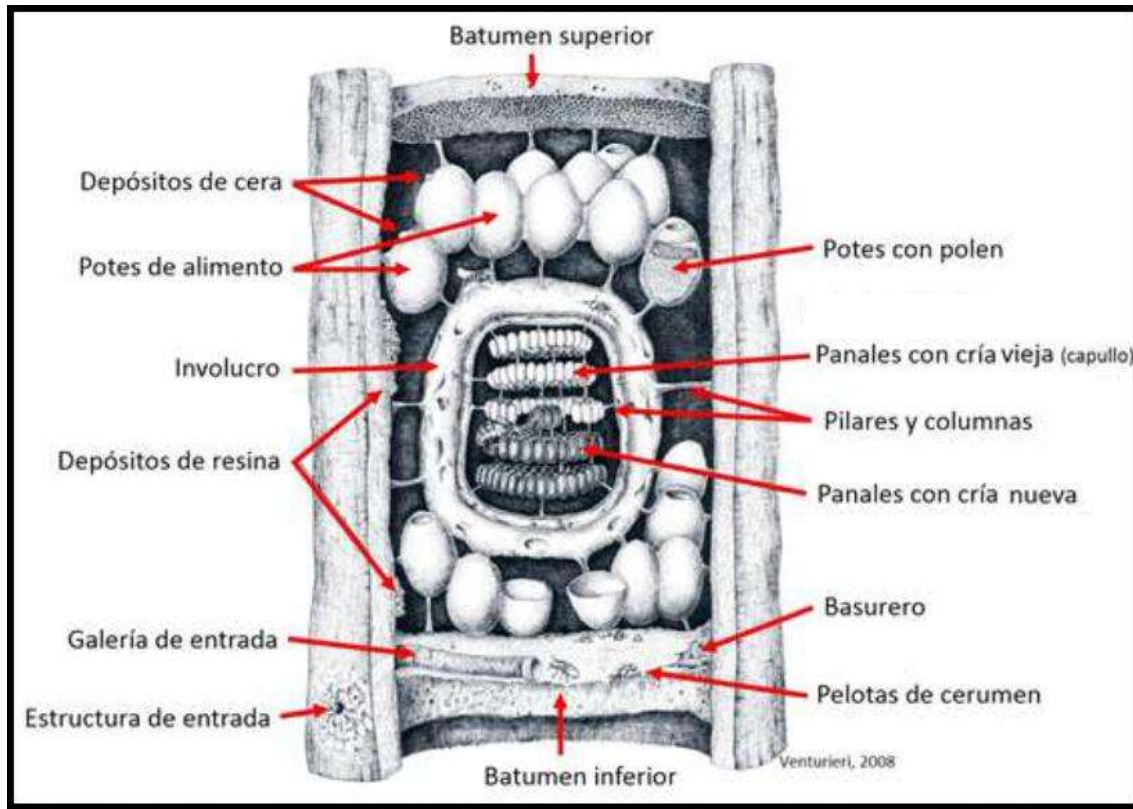 Batumen superior
Depósitos de cera
Potes de alimento
Potes con polen
Involucro
Panales con cría vieja (capullo)
Pilares y columnas
Depósitos de resina
Panales con cría nueva
Basurero
Galería de entrada
Pelotas de cerumen
Estructura de entrada
Venturieri, 2008
Batumen inferior